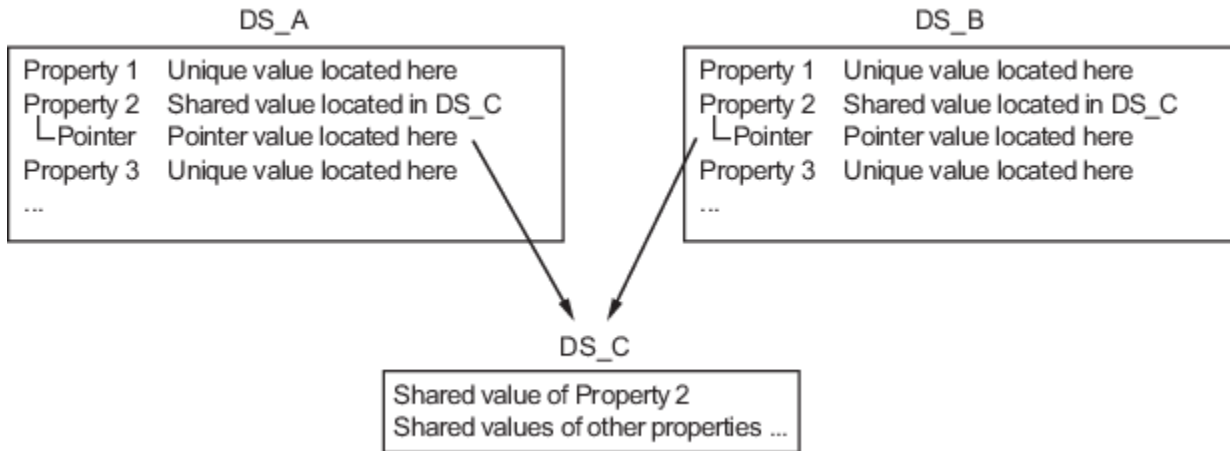 DS_A
Property 1 Unique value located here
Property 2 Shared value located in DS_C
Pointer Pointer value located here
Property 3 Unique value located here
...
DS_B
Property 1 Unique value located here
Property 2 Shared value located in DS_C
Pointer Pointer value located here
Property 3 Unique value located here
...
DS_C
Shared value of Property 2
Shared values of other properties ...